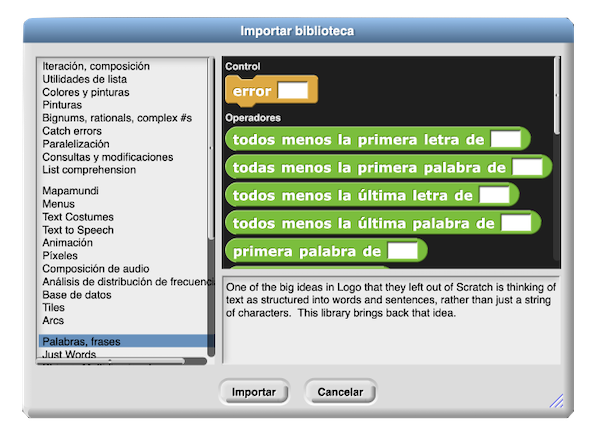 Importar biblioteca
Iteración, composición
Utilidades de lista
Colores y pinturas
Pinturas
Bignums, rationals, complex #s
Catch errors
Paralelización
Consultas y modificaciones
List comprehension
Mapamundi
Menus
Text Costumes
Text to Speech
Animación
Píxeles
Composición de audio
Análisis de distribución de frecuenci
Base de datos
Tiles
Arcs
Palabras, frases
Just Words
Control
error
Operadores
todos menos la primera letra de
todas menos la primera palabra de
todos menos la última letra de
todos menos la última palabra de
primera palabra de
One of the big ideas in Logo that they left out of Scratch is thinking of
text as structured into words and sentences, rather than just a string
of characters.  This library brings back that idea.
Importar
Cancelar